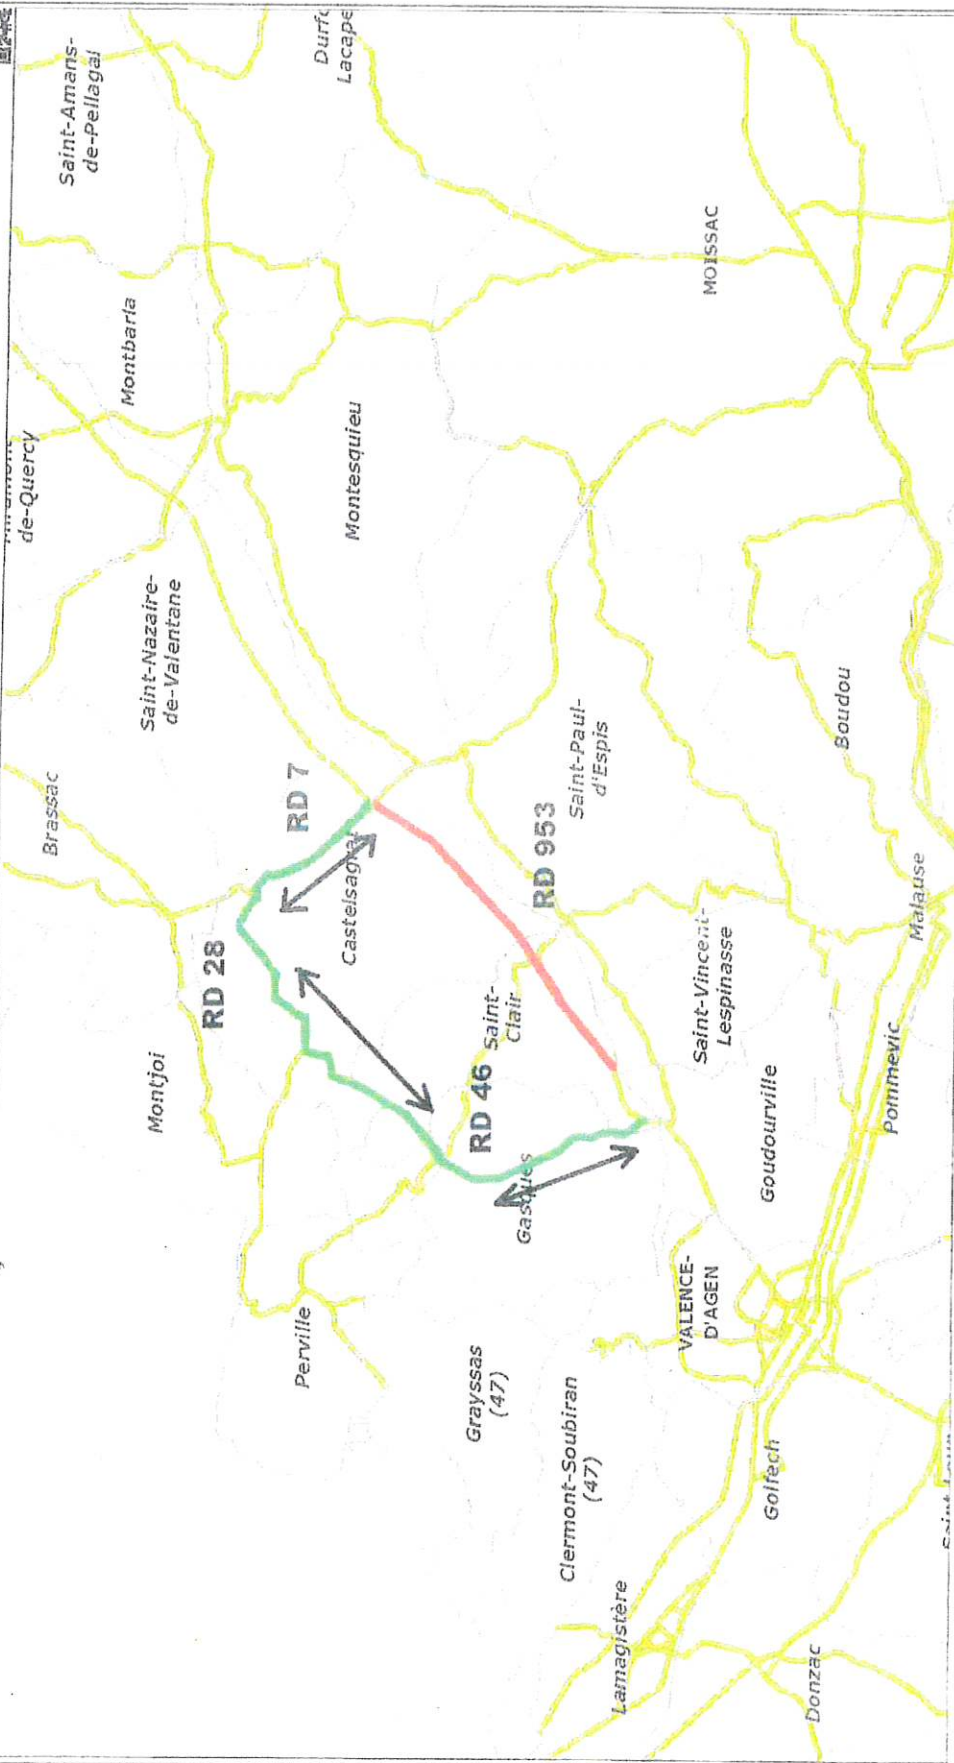 de-Quercy
Brassac
Saint-Amans-
de-Pellagal
Montbarla
Montjoi
Saint-Nazaire-
de-Valentane
RD 28
RD 7
Perville
Durfo
Lacape
Castelsagrat
Montesquieu
Grayssas
(47)
RD 46
Saint-
Clair
Gasques
RD 953
Clermont-Soubiran
(47)
Saint-Paul-
d'Espis
Lamagistère
VALENCE-
D'AGEN
Saint-Vincent-
Lespinasse
MOISSAC
Golfech
Goudourville
Donzac
Boudou
Pommevic
Malause